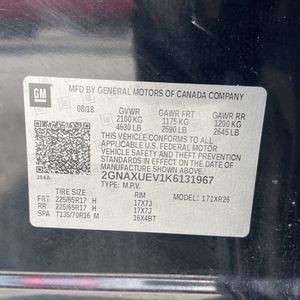 GM
MFD BY GENERAL MOTORS OF CANADA COMPANY
08/18 GVWR GAWR FRT GAWR RR
2100 KG 1175 KG 1200 KG
4630 LB 2590 LB 2645 LB
THIS VEHICLE CONFORMS TO ALL APPLICABLE U.S. FEDERAL MOTOR VEHICLE SAFETY BUMPER, AND THEFT PREVENTION STANDARDS IN EFFECT ON THE DATE OF MANUFACTURE SHOWN ABOVE.
2GNAXUEV1K6131967
TYPE: M.P.V.
TIRE SIZE SPD RIM MODEL: 1XR26
FRT 225/65R17 H 17X7J
RR 225/65R17 H 17X7J
SPA T135/70R16 M 16X4BT